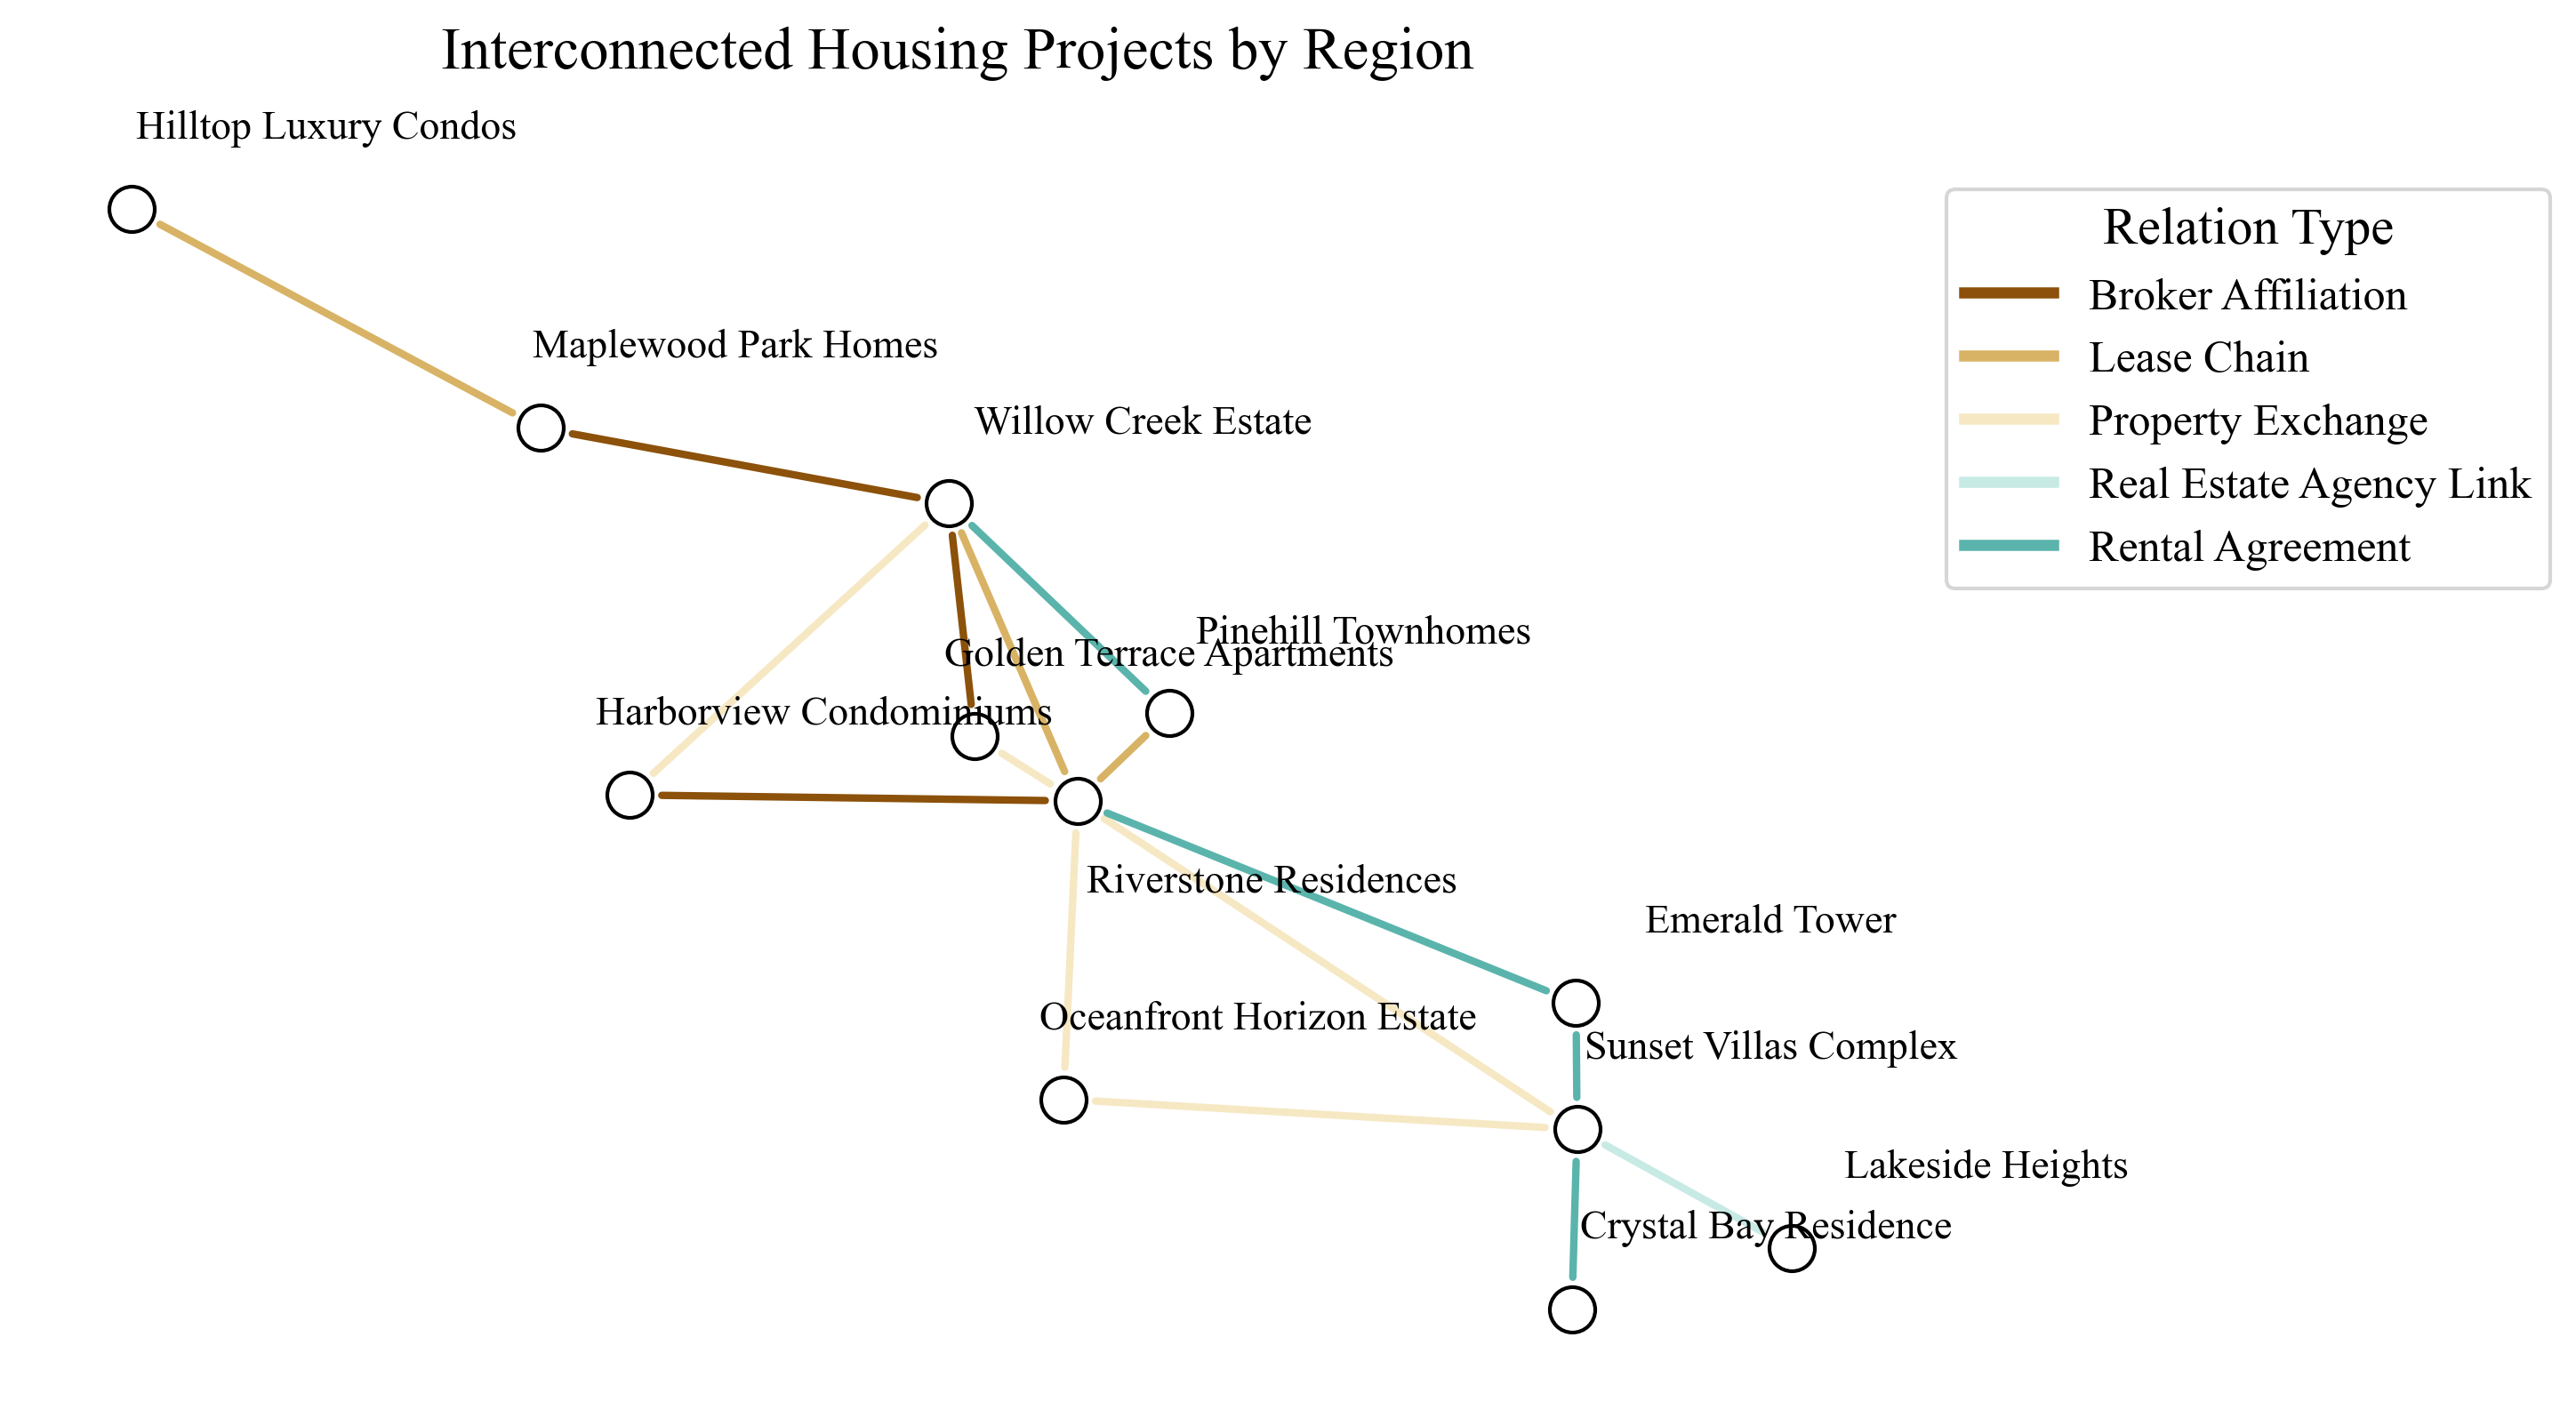 Interconnected Housing Projects by Region
Hilltop Luxury Condos
Maplewood Park Homes
Willow Creek Estate
Pinehill Townhomes
Golden Terrace Apartments
Harborview Condominiums
Riverstone Residences
Emerald Tower
Oceanfront Horizon Estate
Sunset Villas Complex
Lakeside Heights
Crystal Bay Residence
Relation Type
Broker Affiliation
Lease Chain
Property Exchange
Real Estate Agency Link
Rental Agreement